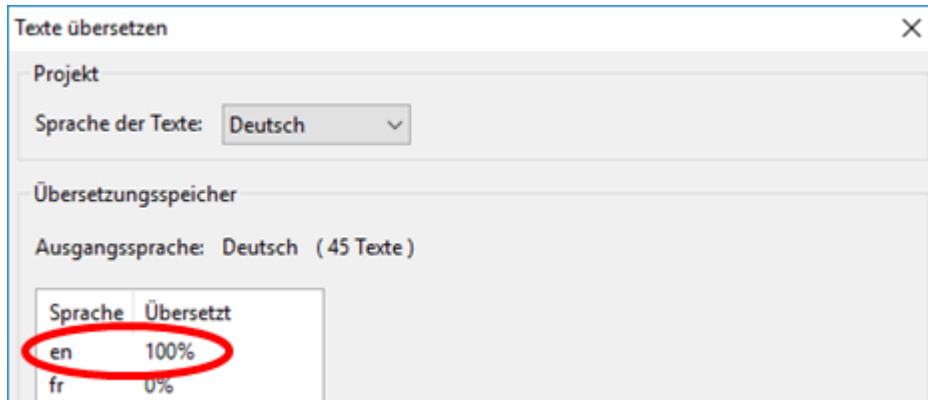 Texte übersetzen
Projekt
Sprache der Texte: Deutsch
Übersetzungsspeicher
Ausgangssprache: Deutsch ( 45 Texte )
Sprache Übersetzt
en 100%
fr 0%